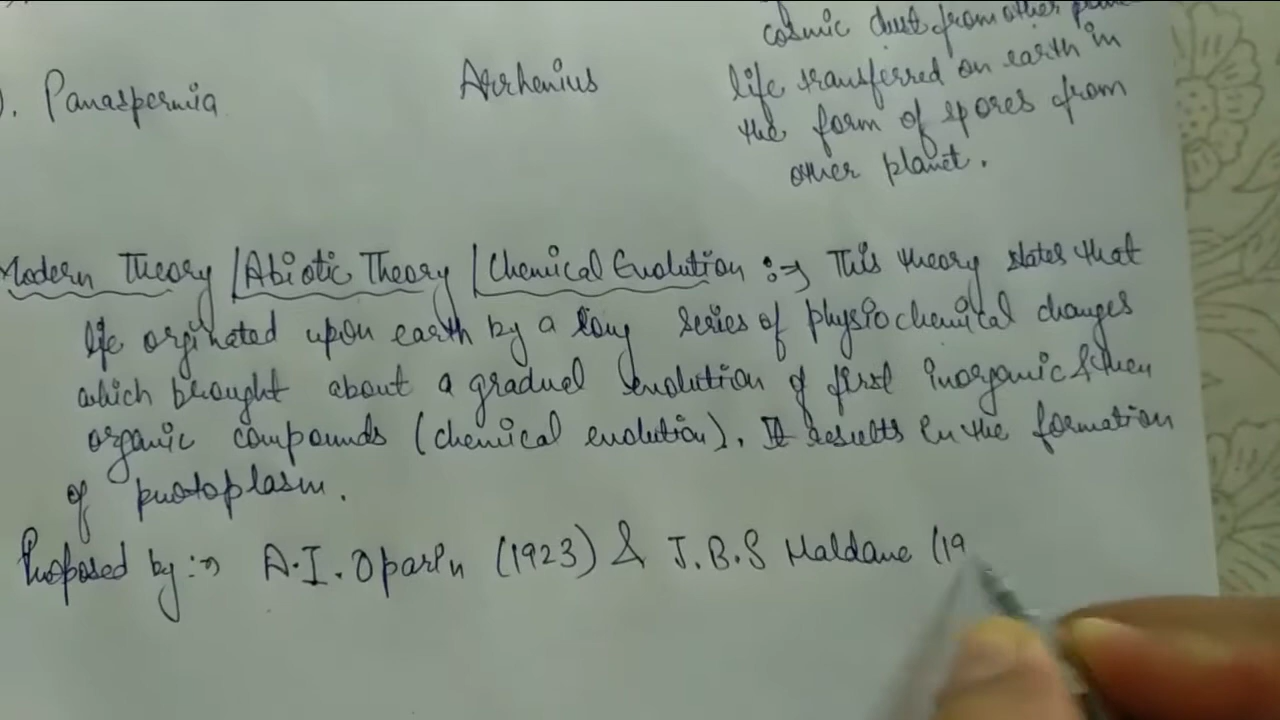 cosmic dust from other
). Panaspermia Arrhenius life transferred on earth in
the form of spores from
other planet.
Modern Theory | Abiotic Theory | Chemical Evolution :→ This theory states that
life orginated upon earth by a long series of physiochemical changes
which brought about a gradual evolution of first inorganic & then
organic compounds (chemical evolution). It results in the formation
of protoplasm.
Proposed by :→ A.I. Oparin (1923) & J.B.S Haldane (19